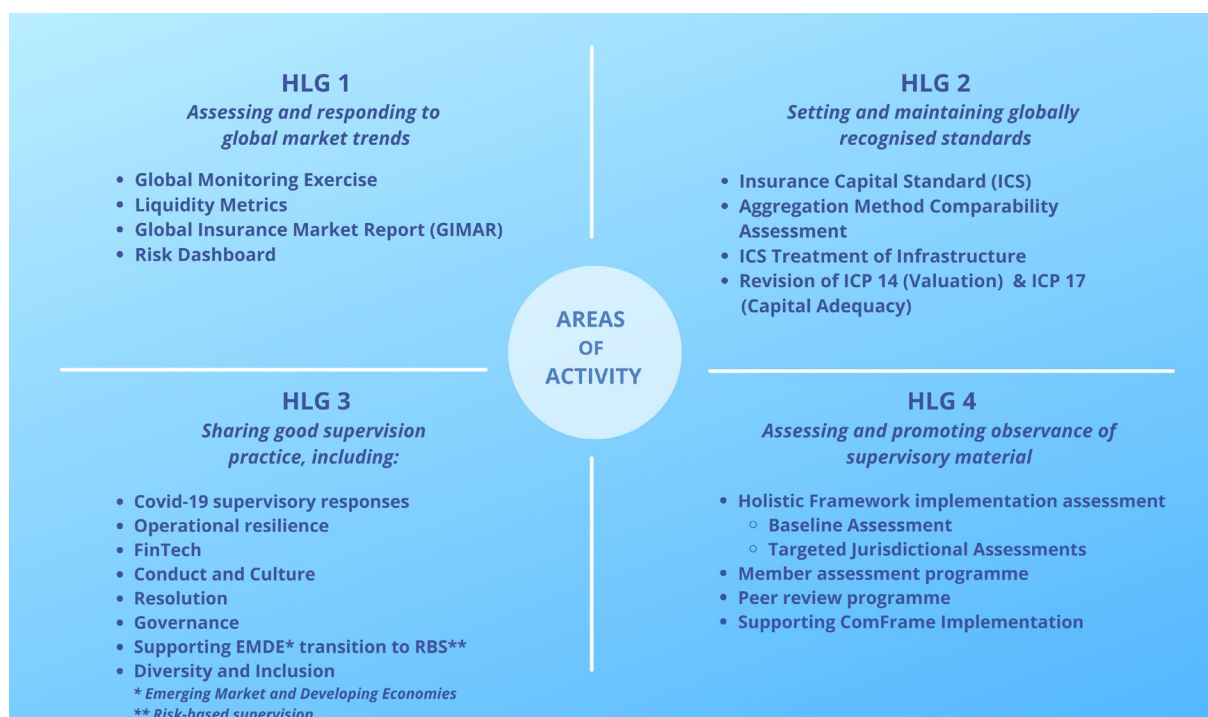 HLG 1
Assessing and responding to
global market trends
• Global Monitoring Exercise
• Liquidity Metrics
• Global Insurance Market Report (GIMAR)
• Risk Dashboard
HLG 2
Setting and maintaining globally
recognised standards
• Insurance Capital Standard (ICS)
• Aggregation Method Comparability
Assessment
• ICS Treatment of Infrastructure
• Revision of ICP 14 (Valuation) & ICP 17
(Capital Adequacy)
AREAS
OF
ACTIVITY
HLG 3
Sharing good supervision
practice, including:
• Covid-19 supervisory responses
• Operational resilience
• FinTech
• Conduct and Culture
• Resolution
• Governance
• Supporting EMDE* transition to RBS**
• Diversity and Inclusion
* Emerging Market and Developing Economies
** Risk-based supervision
HLG 4
Assessing and promoting observance of
supervisory material
• Holistic Framework implementation assessment
◦ Baseline Assessment
◦ Targeted Jurisdictional Assessments
• Member assessment programme
• Peer review programme
• Supporting ComFrame Implementation